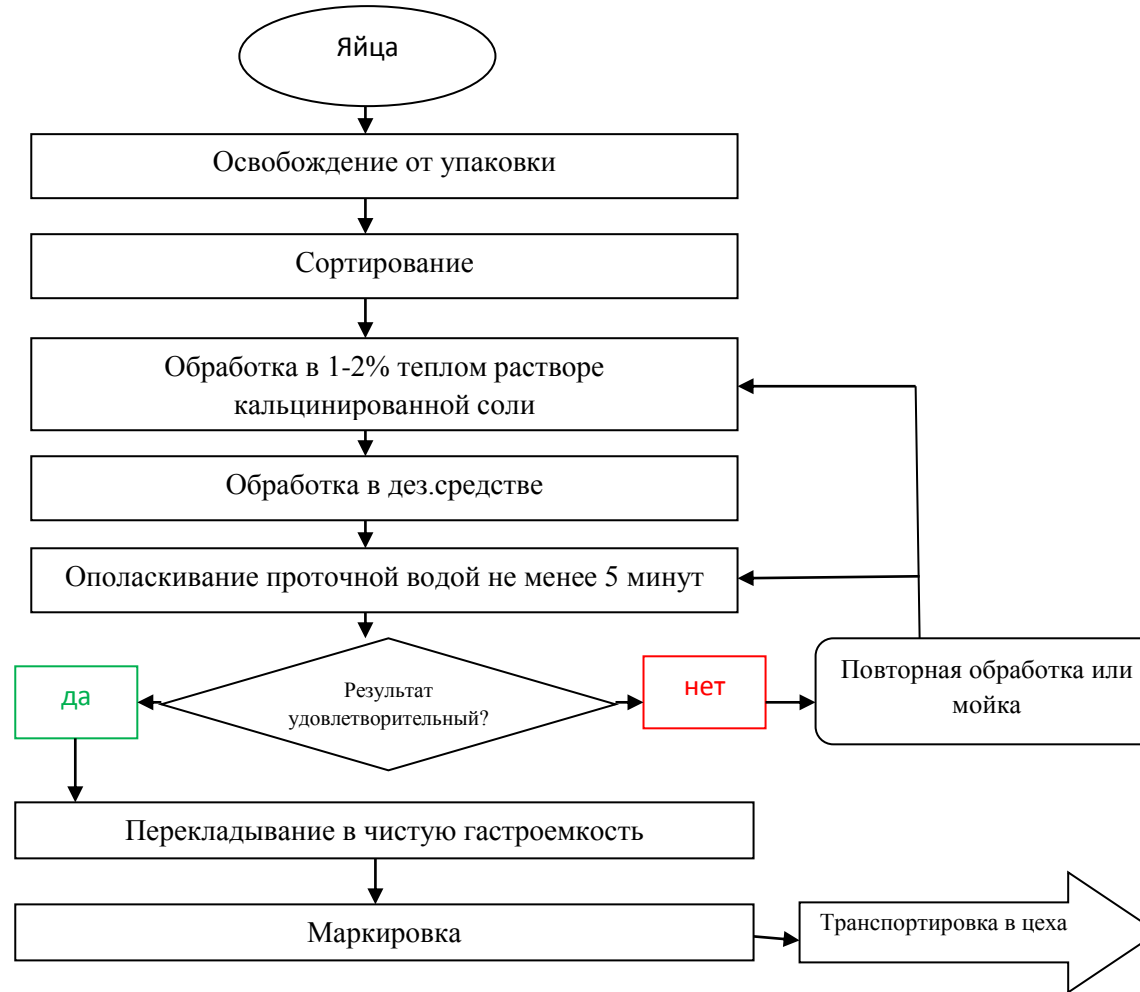 Яйца
Освобождение от упаковки
Сортирование
Обработка в 1-2% теплом растворе
кальцинированной соли
Обработка в дез.средстве
Ополаскивание проточной водой не менее 5 минут
да
Результат
удовлетворительный?
нет
Повторная обработка или
мойка
Перекладывание в чистую гастроемкость
Маркировка
Транспортировка в цеха